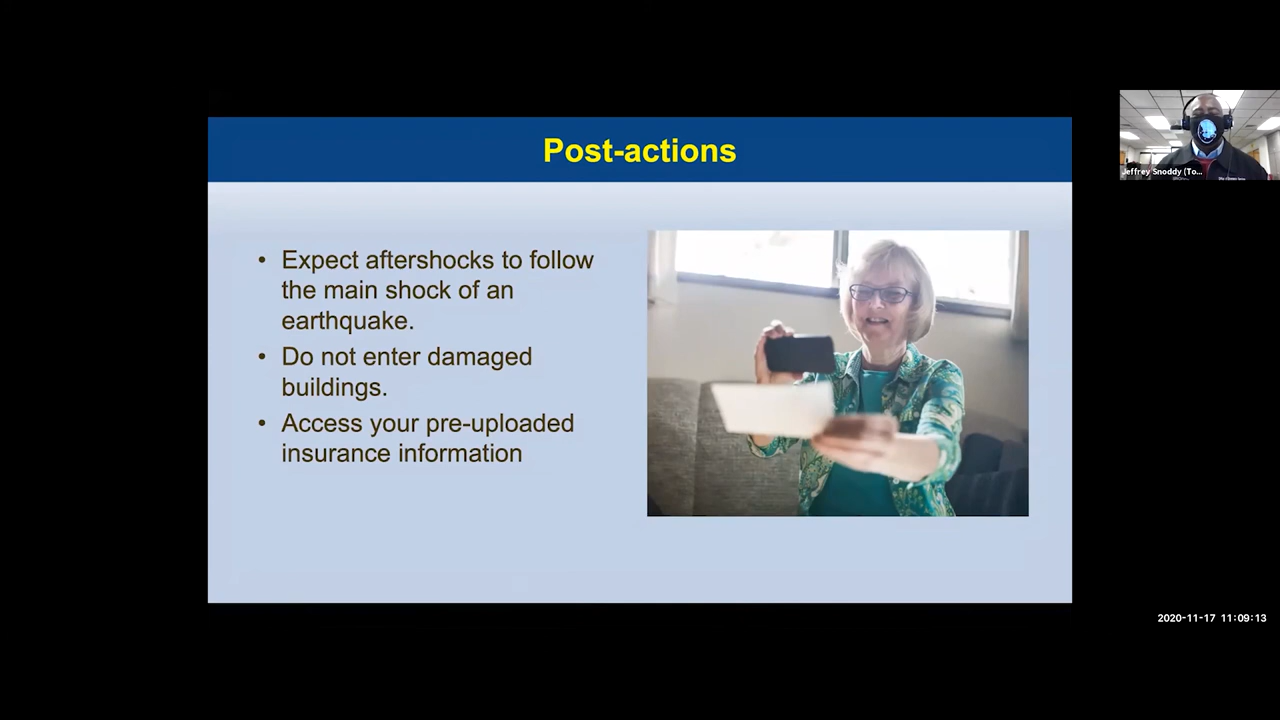 Post-actions
• Expect aftershocks to follow
the main shock of an
earthquake.
• Do not enter damaged
buildings.
• Access your pre-uploaded
insurance information
Jeffrey Snoddy (To...
2020-11-17 11:09:13